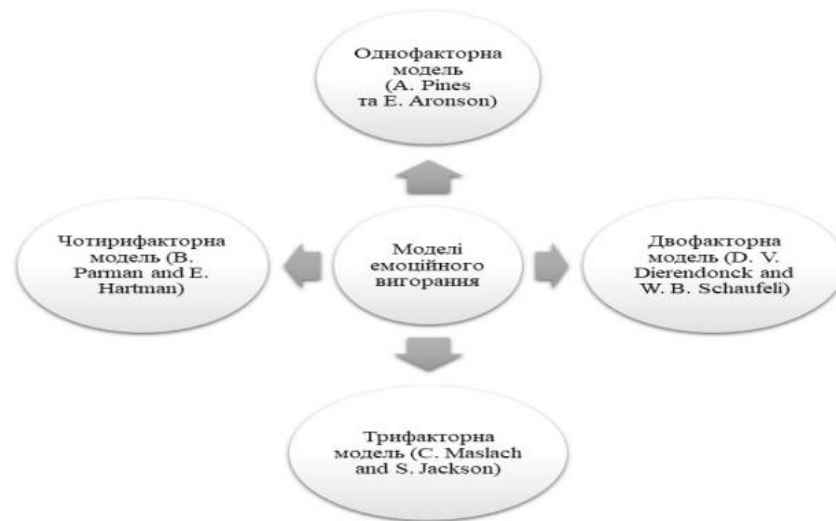 Однофакторна
модель
(A. Pines
та E. Aronson)
Чотирифакторна
модель (B.
Parman and E.
Hartman)
Моделі
емоційного
вигорання
Двофакторна
модель (D. V.
Dierendonck and
W. B. Schaufeli)
Трифакторна
модель (C. Maslach
and S. Jackson)